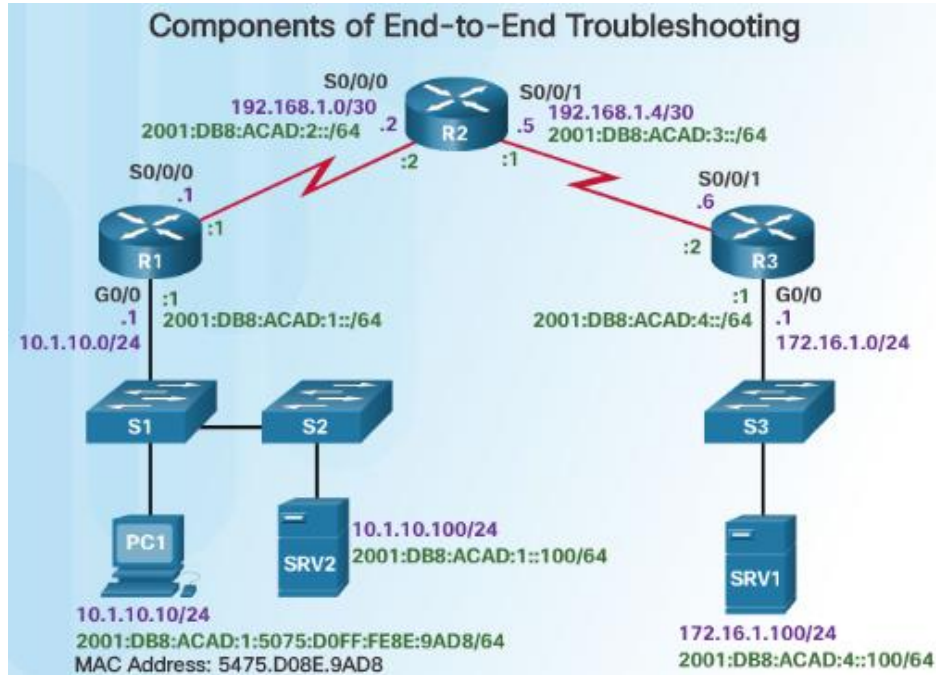 Components of End-to-End Troubleshooting
S0/0/0
192.168.1.0/30
2001:DB8:ACAD:2::/64
.2
:2
R2
S0/0/1
192.168.1.4/30
.5
2001:DB8:ACAD:3::/64
:1
S0/0/0
.1
:1
R1
S0/0/1
.6
:2
R3
G0/0
:1
.1
2001:DB8:ACAD:1::/64
10.1.10.0/24
:1
G0/0
2001:DB8:ACAD:4::/64
.1
172.16.1.0/24
S1
S2
S3
PC1
10.1.10.100/24
SRV2
2001:DB8:ACAD:1::100/64
SRV1
10.1.10.10/24
2001:DB8:ACAD:1:5075:D0FF:FE8E:9AD8/64
MAC Address: 5475.D08E.9AD8
172.16.1.100/24
2001:DB8:ACAD:4::100/64